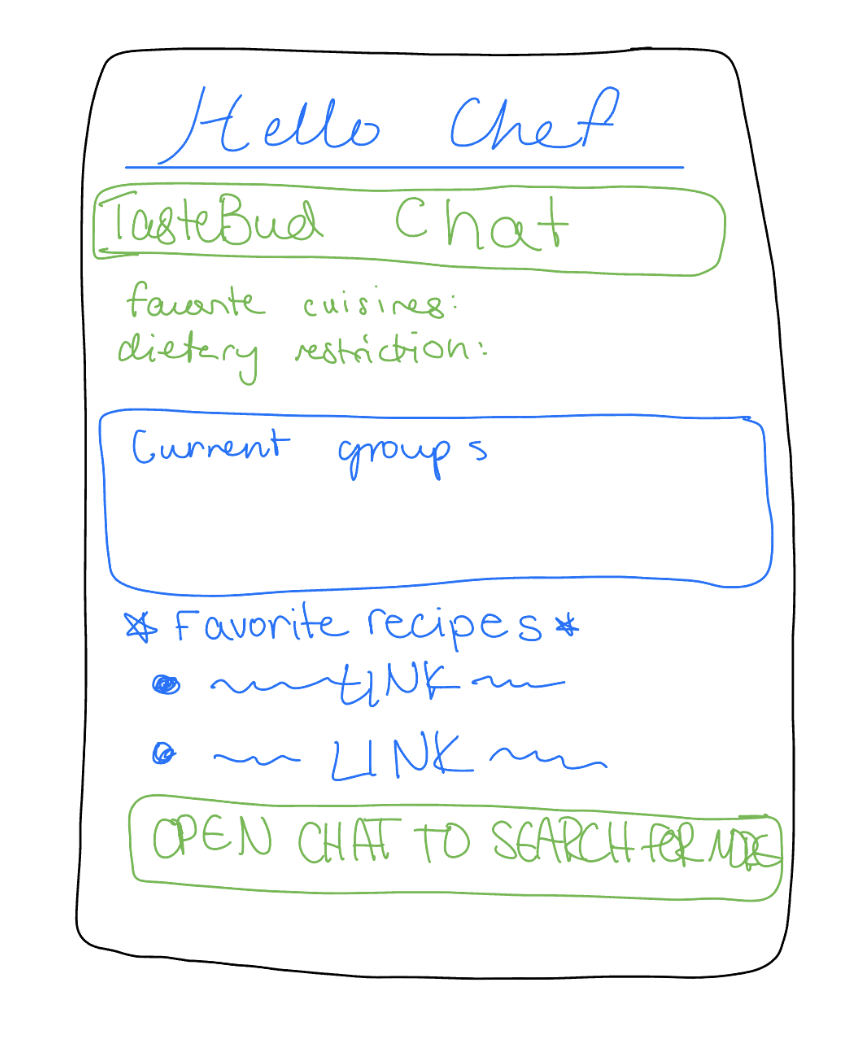 Hello Chef
TasteBud Chat
favorite cuisines:
dietary restriction:
Current groups
Favorite recipes
LINK
LINK
OPEN CHAT TO SEARCH FOR MORE